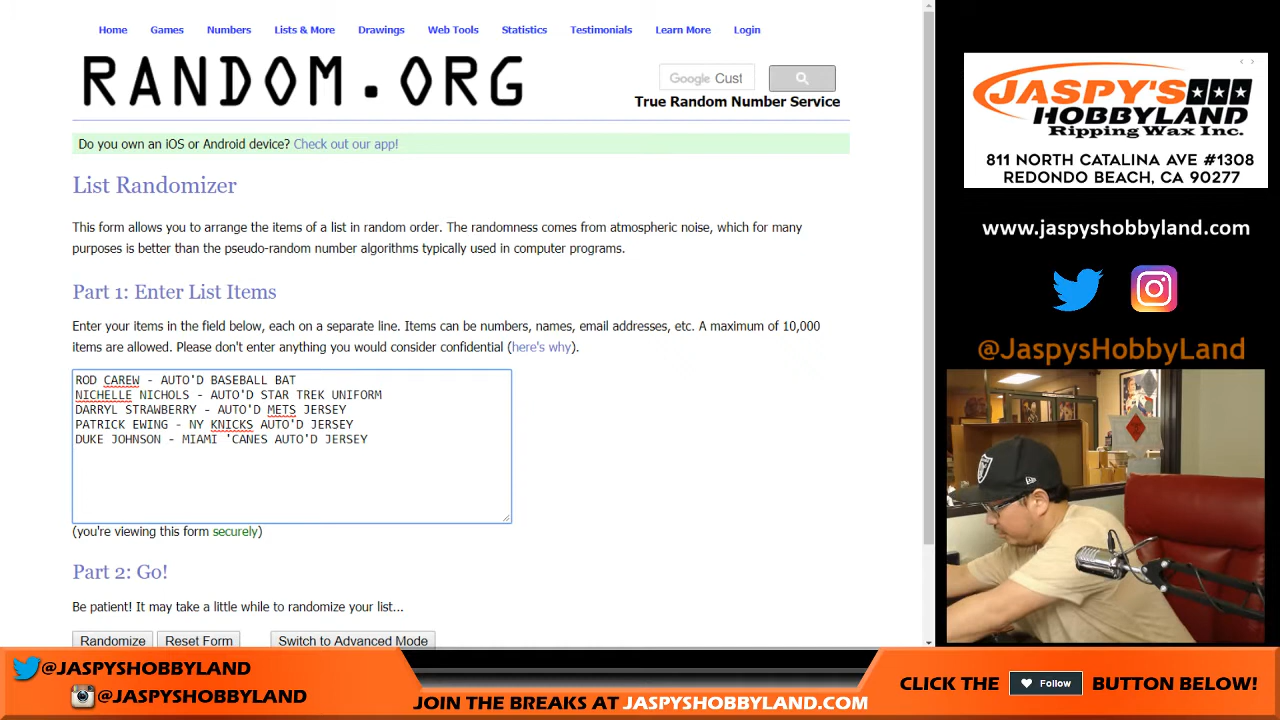 Home Games Numbers Lists & More Drawings Web Tools Statistics Testimonials Learn More Login
RANDOM.ORG
Google Cust
True Random Number Service
Do you own an iOS or Android device? Check out our app!
List Randomizer
This form allows you to arrange the items of a list in random order. The randomness comes from atmospheric noise, which for many
purposes is better than the pseudo-random number algorithms typically used in computer programs.
Part 1: Enter List Items
Enter your items in the field below, each on a separate line. Items can be numbers, names, email addresses, etc. A maximum of 10,000
items are allowed. Please don't enter anything you would consider confidential (here's why).
ROD CAREW - AUTO'D BASEBALL BAT
NICHELLE NICHOLS - AUTO'D STAR TREK UNIFORM
DARRYL STRAWBERRY - AUTO'D METS JERSEY
PATRICK EWING - NY KNICKS AUTO'D JERSEY
DUKE JOHNSON - MIAMI 'CANES AUTO'D JERSEY
(you're viewing this form securely)
Part 2: Go!
Be patient! It may take a little while to randomize your list...
Randomize Reset Form Switch to Advanced Mode
JASPY'S
HOBBYLAND
Ripping Wax Inc.
811 NORTH CATALINA AVE #1308
REDONDO BEACH, CA 90277
www.jaspyshobbyland.com
@JaspysHobbyLand
@JASPYSHOBBYLAND
@JASPYSHOBBYLAND
JOIN THE BREAKS AT JASPYSHOBBYLAND.COM
CLICK THE Follow BUTTON BELOW!